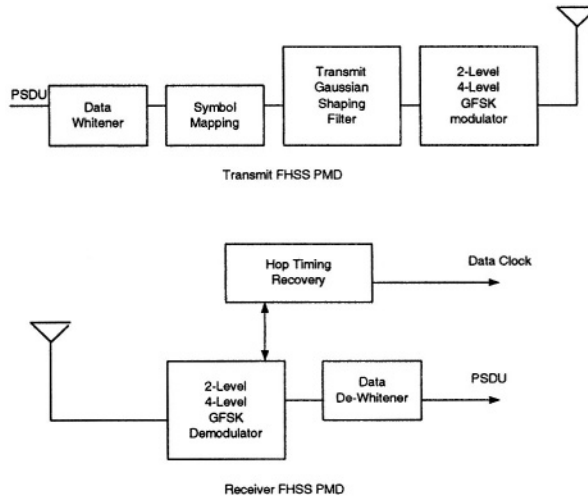 PSDU
Data
Whitener
Symbol
Mapping
Transmit
Gaussian
Shaping
Filter
2-Level
4-Level
GFSK
modulator
Transmit FHSS PMD
Hop Timing
Recovery
Data Clock
2-Level
4-Level
GFSK
Demodulator
Data
De-Whitener
PSDU
Receiver FHSS PMD